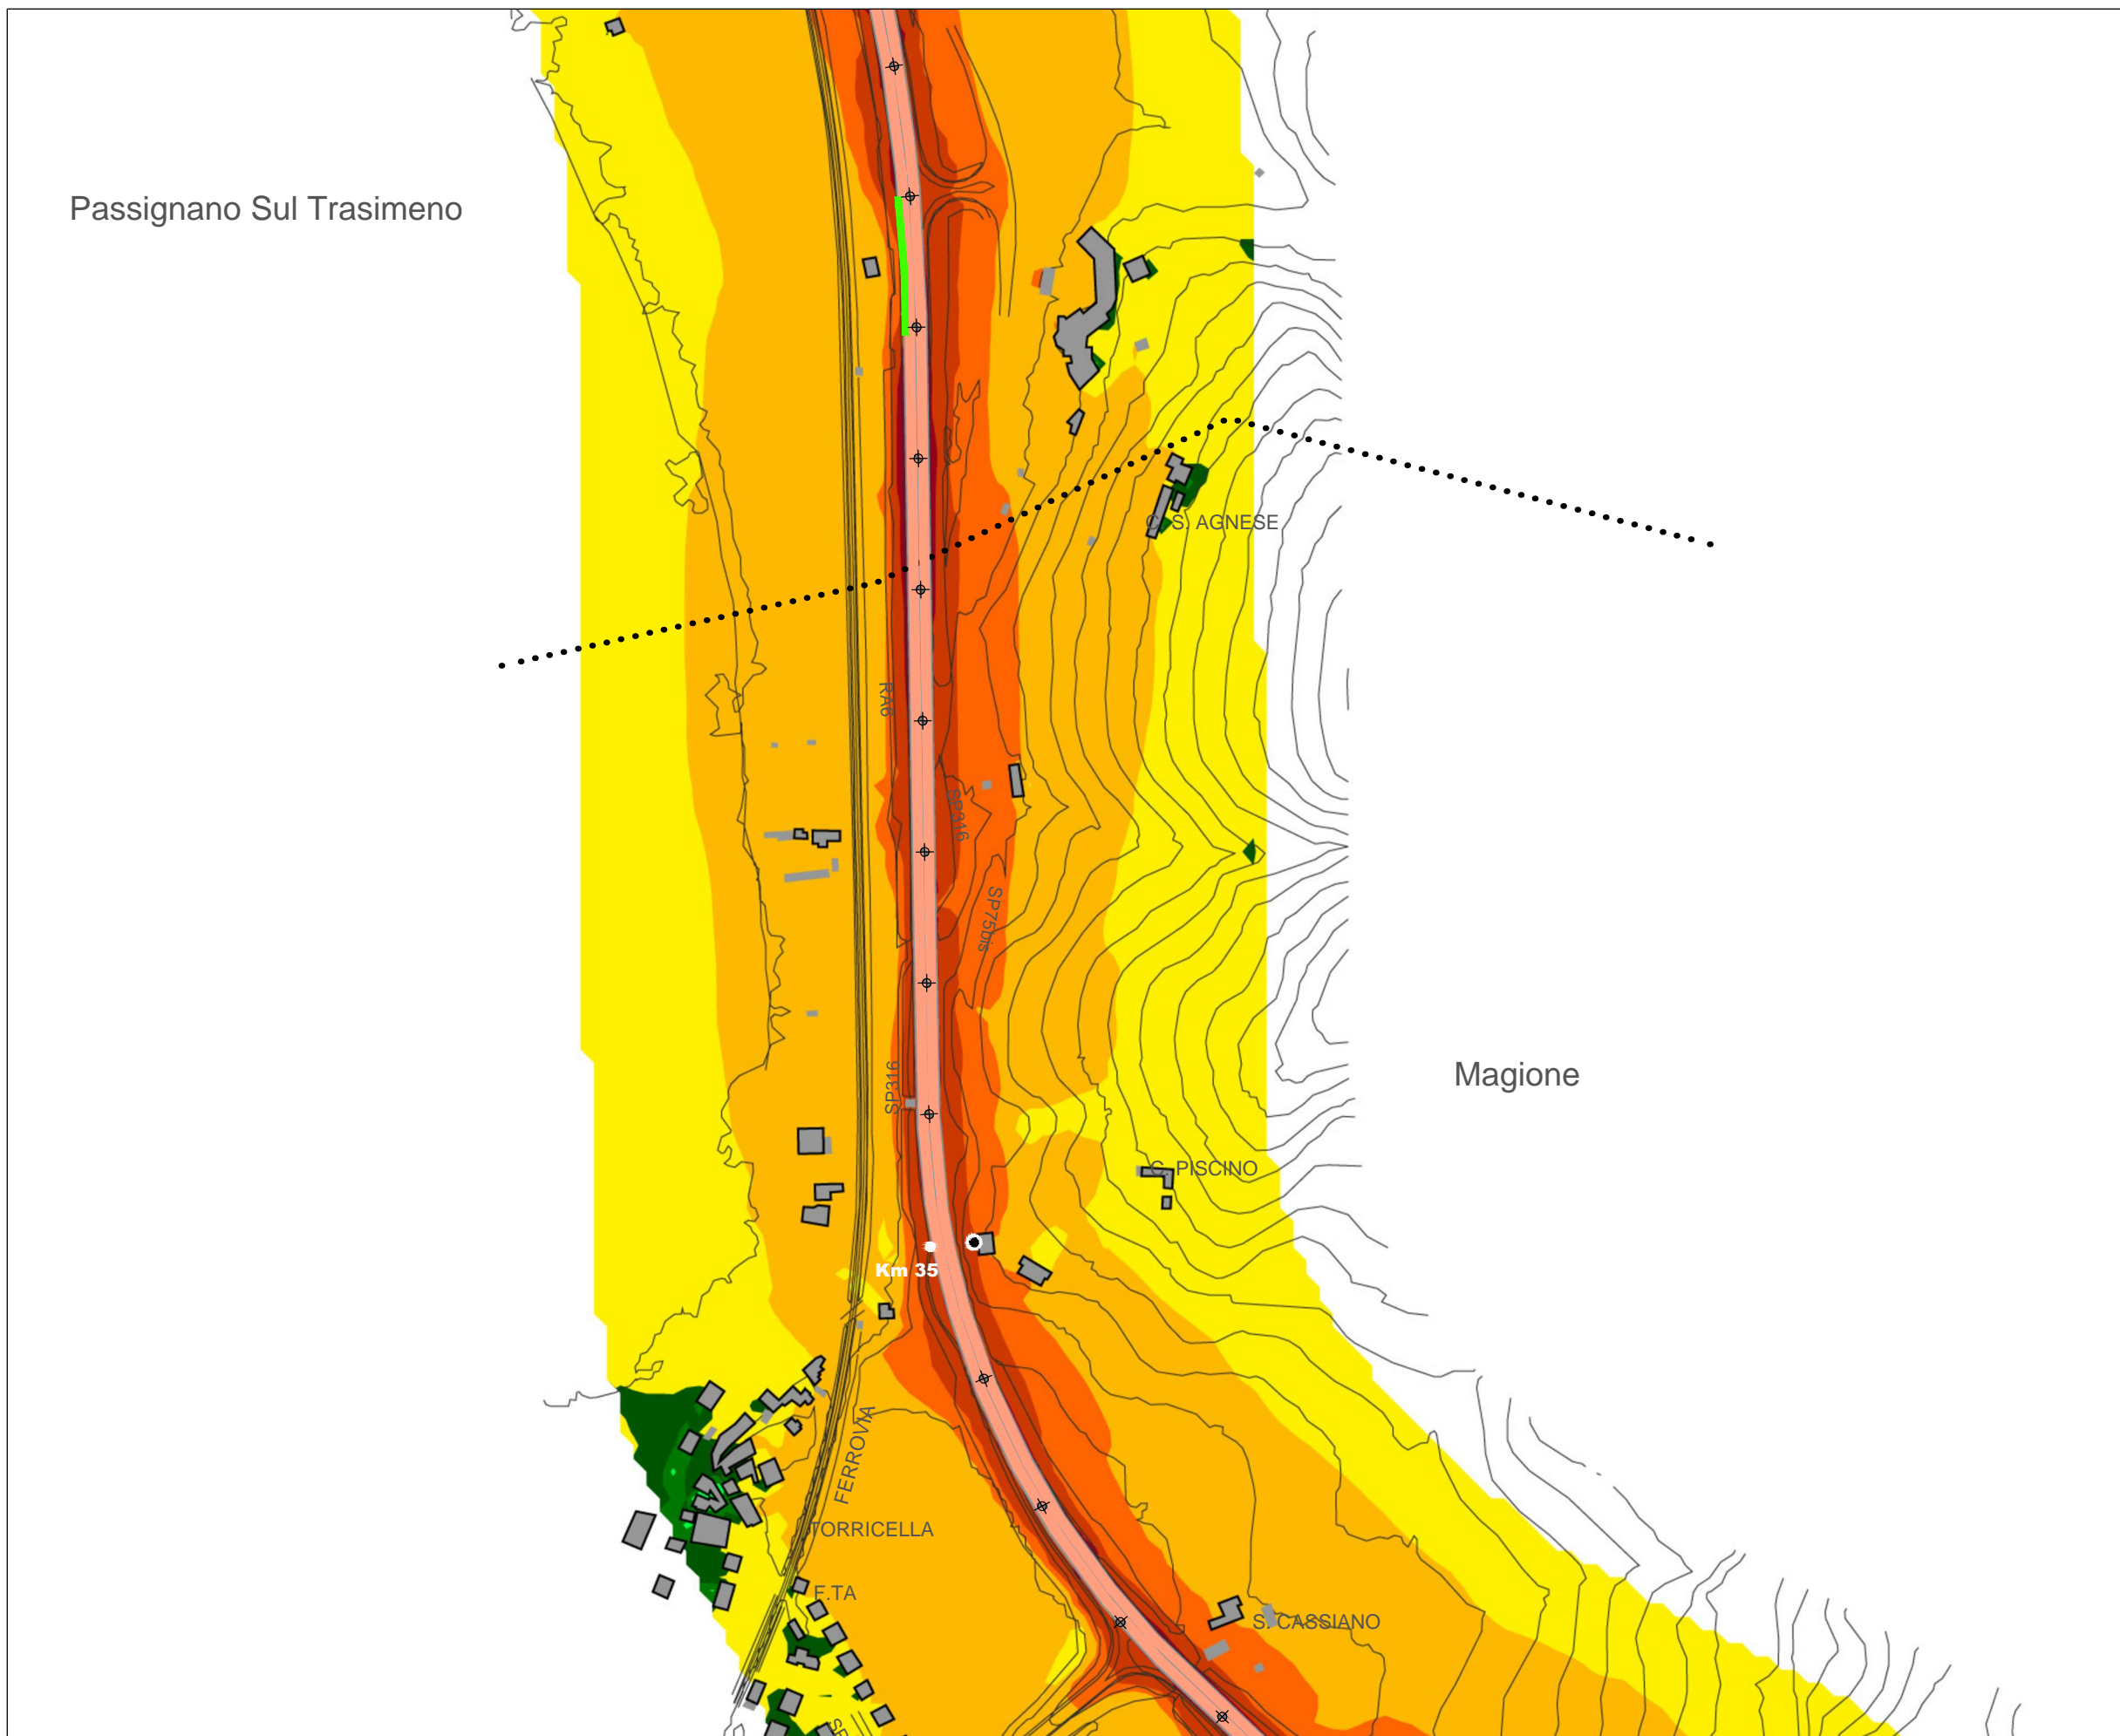 Passignano Sul Trasimeno
C. S. AGNESE
RA6
SP316
SP75bis
Magione
SP316
C. PISCINO
Km 35
FERROVIA
TORRICELLA
F.TA
S. CASSIANO